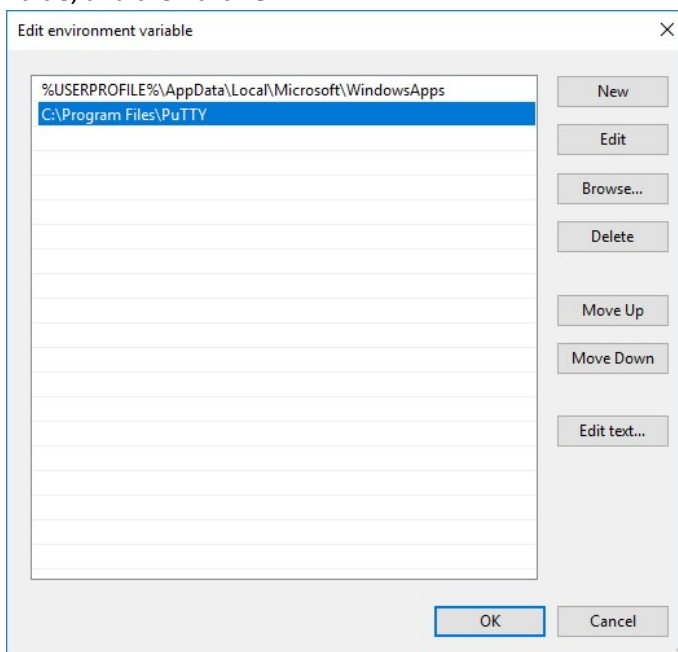 Edit environment variable
%USERPROFILE%\AppData\Local\Microsoft\WindowsApps
C:\Program Files\PuTTY
New
Edit
Browse...
Delete
Move Up
Move Down
Edit text...
OK
Cancel